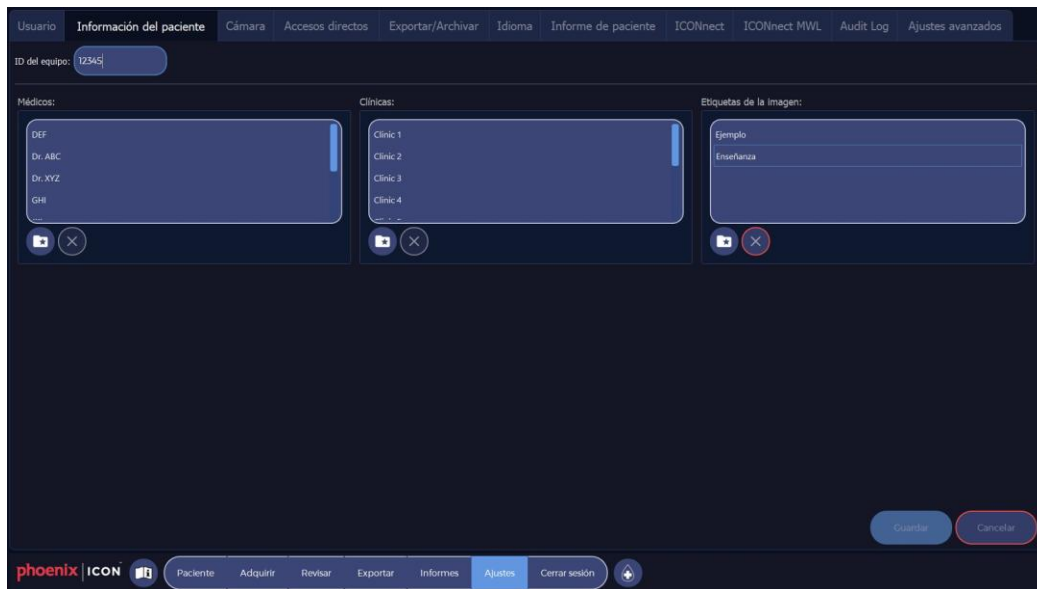 Usuario Información del paciente Cámara Accesos directos Exportar/Archivar Idioma Informe de paciente ICONnect ICONnect MWL Audit Log Ajustes avanzados
ID del equipo: 12345
Médicos:
DEF
Dr. ABC
Dr. XYZ
GHI
Clínicas:
Clinic 1
Clinic 2
Clinic 3
Clinic 4
Etiquetas de la imagen:
Ejemplo
Enseñanza
Guardar Cancelar
phoenix | ICON Paciente Adquirir Revisar Exportar Informes Ajustes Cerrar sesión